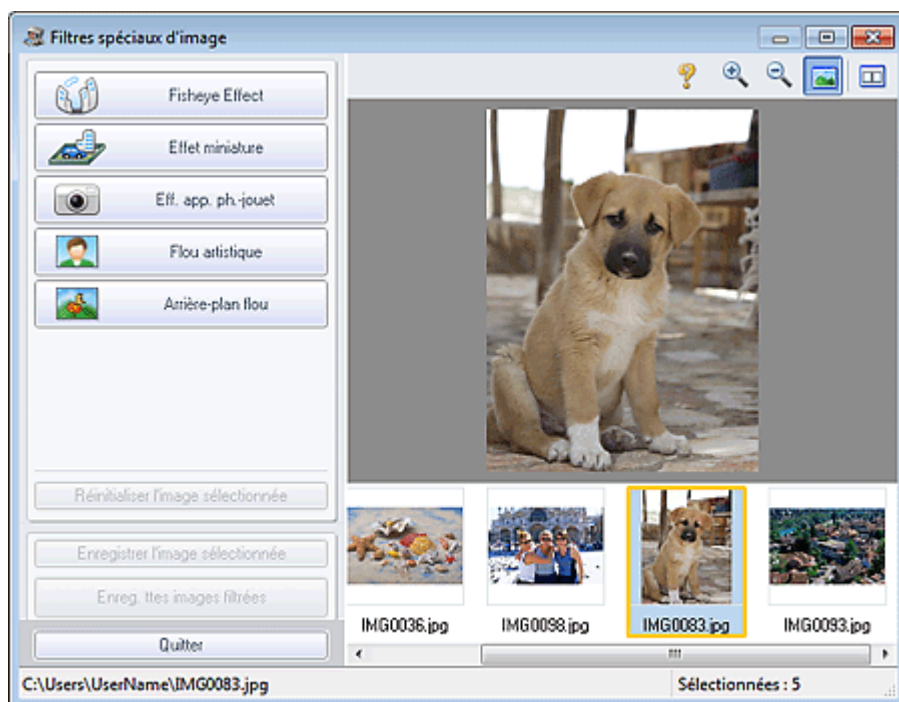 Filtres spéciaux d'image
Fisheye Effect
Effet miniature
Eff. app. ph.-jouet
Flou artistique
Arrière-plan flou
Réinitialiser l'image sélectionnée
Enregistrer l'image sélectionnée
Enreg. ttes images filtrées
Quitter
IMG0036.jpg
IMG0098.jpg
IMG0083.jpg
IMG0093.jpg
C:\Users\UserName\IMG0083.jpg
Sélectionnées : 5